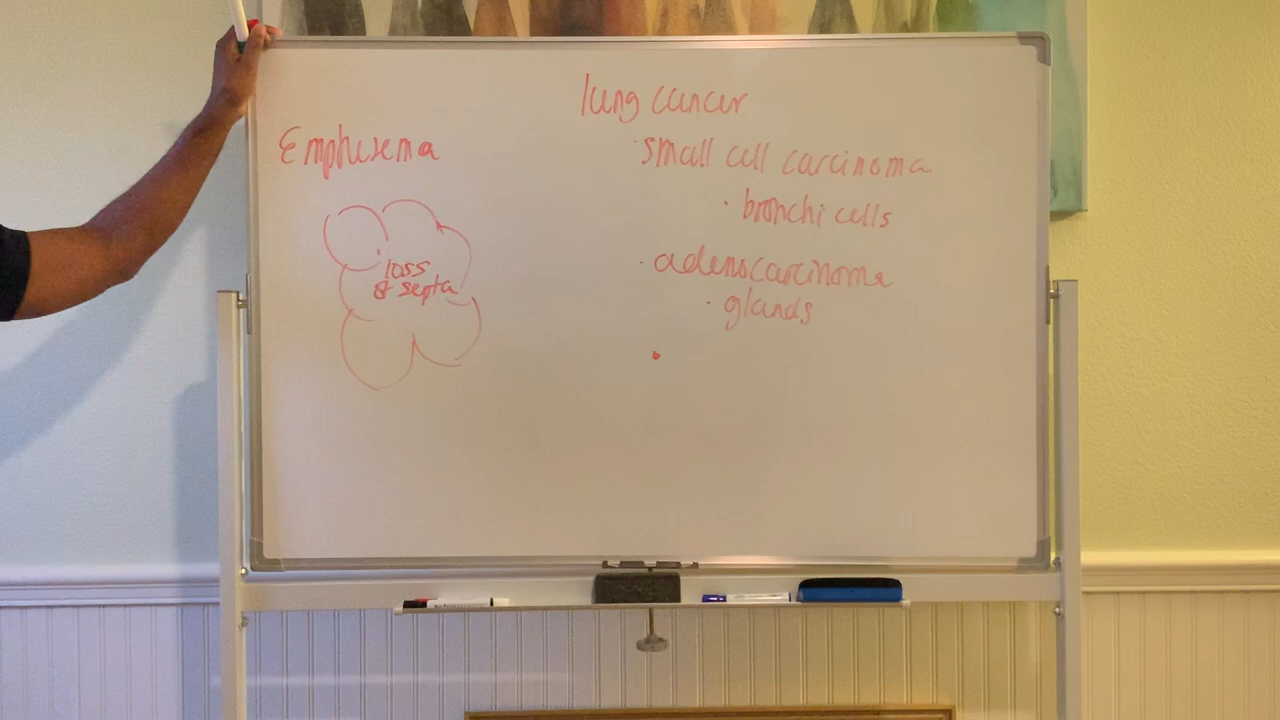 lung cancer
Emphysema
· small cell carcinoma
· bronchi cells
· adenocarcinoma
· glands
·
loss
of septa